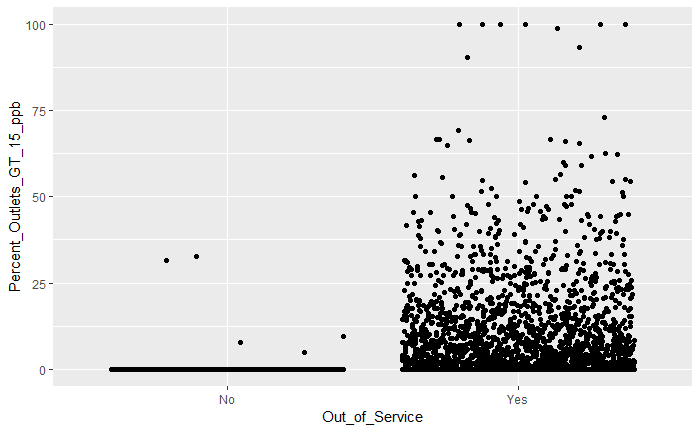 100
75
50
25
0
Percent_Outlets_GT_15_ppb
No
Yes
Out_of_Service